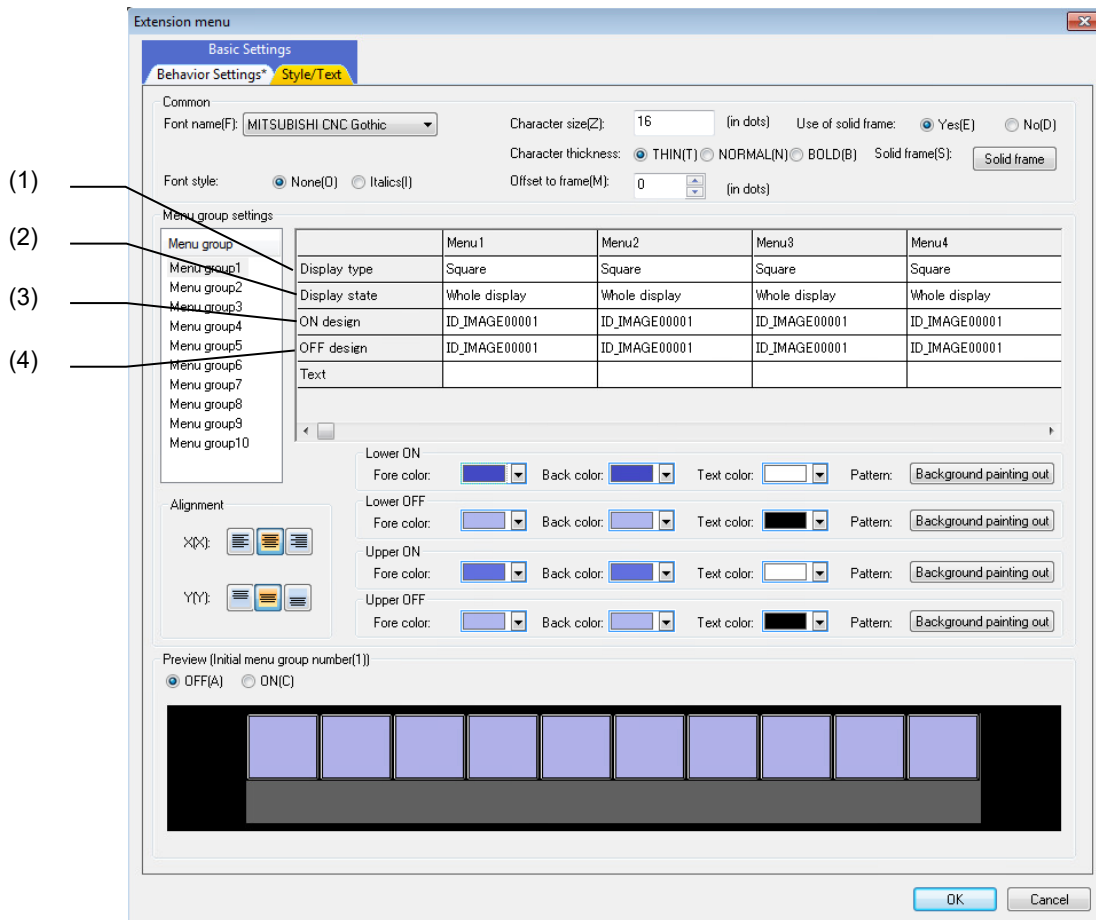 Extension menu
Basic Settings
Behavior Settings* Style/Text
Common
Font name(F): MITSUBISHI CNC Gothic Character size(Z): 16 (in dots) Use of solid frame: Yes(E) No(D)
Character thickness: THIN(T) NORMAL(N) BOLD(B) Solid frame(S): Solid frame
(1) Font style: None(O) Italics(I) Offset to frame(M): 0 (in dots)
Menu group settings
(2) Menu group Menu1 Menu2 Menu3 Menu4
Menu group1 Display type Square Square Square Square
Menu group2
(3) Menu group3 Display state Whole display Whole display Whole display Whole display
Menu group4 ON design ID_IMAGE00001 ID_IMAGE00001 ID_IMAGE00001 ID_IMAGE00001
Menu group5 OFF design ID_IMAGE00001 ID_IMAGE00001 ID_IMAGE00001 ID_IMAGE00001
(4) Menu group6
Menu group7 Text
Menu group8
Menu group9
Menu group10
Lower ON
Fore color: Back color: Text color: Pattern: Background painting out
Alignment Lower OFF
Fore color: Back color: Text color: Pattern: Background painting out
X(X):
Upper ON
Fore color: Back color: Text color: Pattern: Background painting out
Y(Y):
Upper OFF
Fore color: Back color: Text color: Pattern: Background painting out
Preview (Initial menu group number(1))
OFF(A) ON(C)
OK Cancel